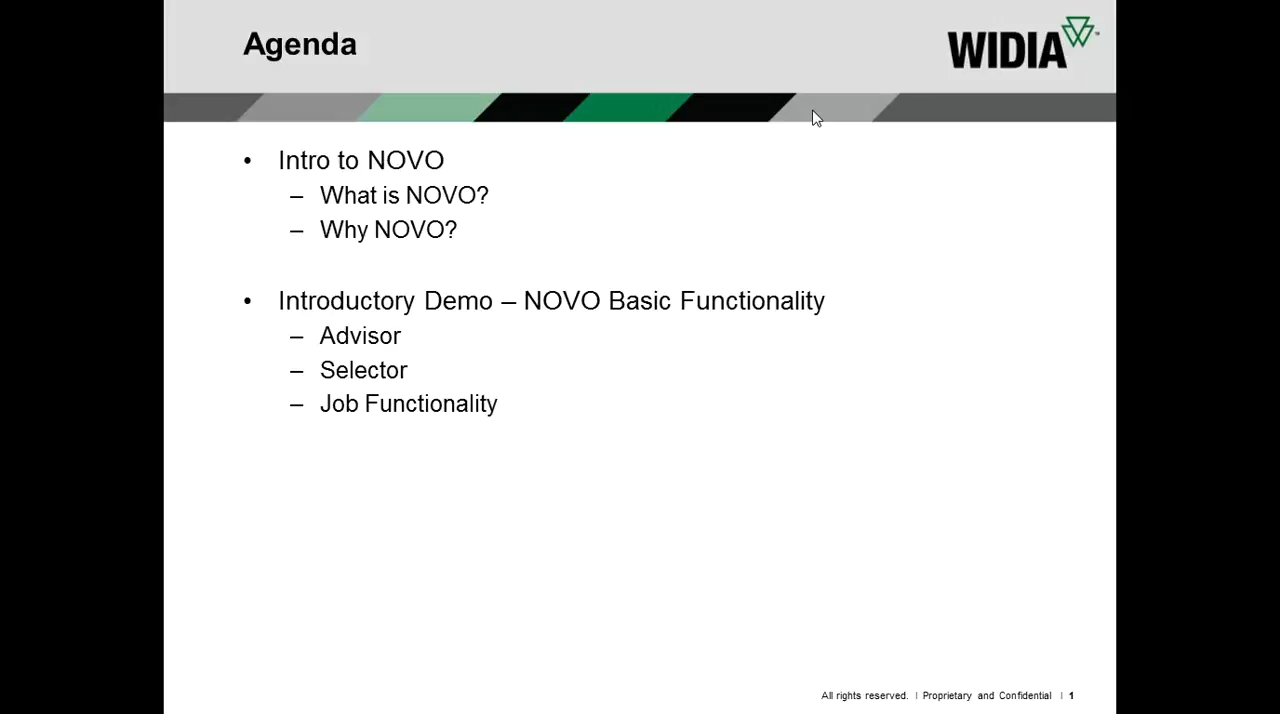 Agenda
WIDIA™
• Intro to NOVO
– What is NOVO?
– Why NOVO?
• Introductory Demo – NOVO Basic Functionality
– Advisor
– Selector
– Job Functionality
All rights reserved. | Proprietary and Confidential | 1